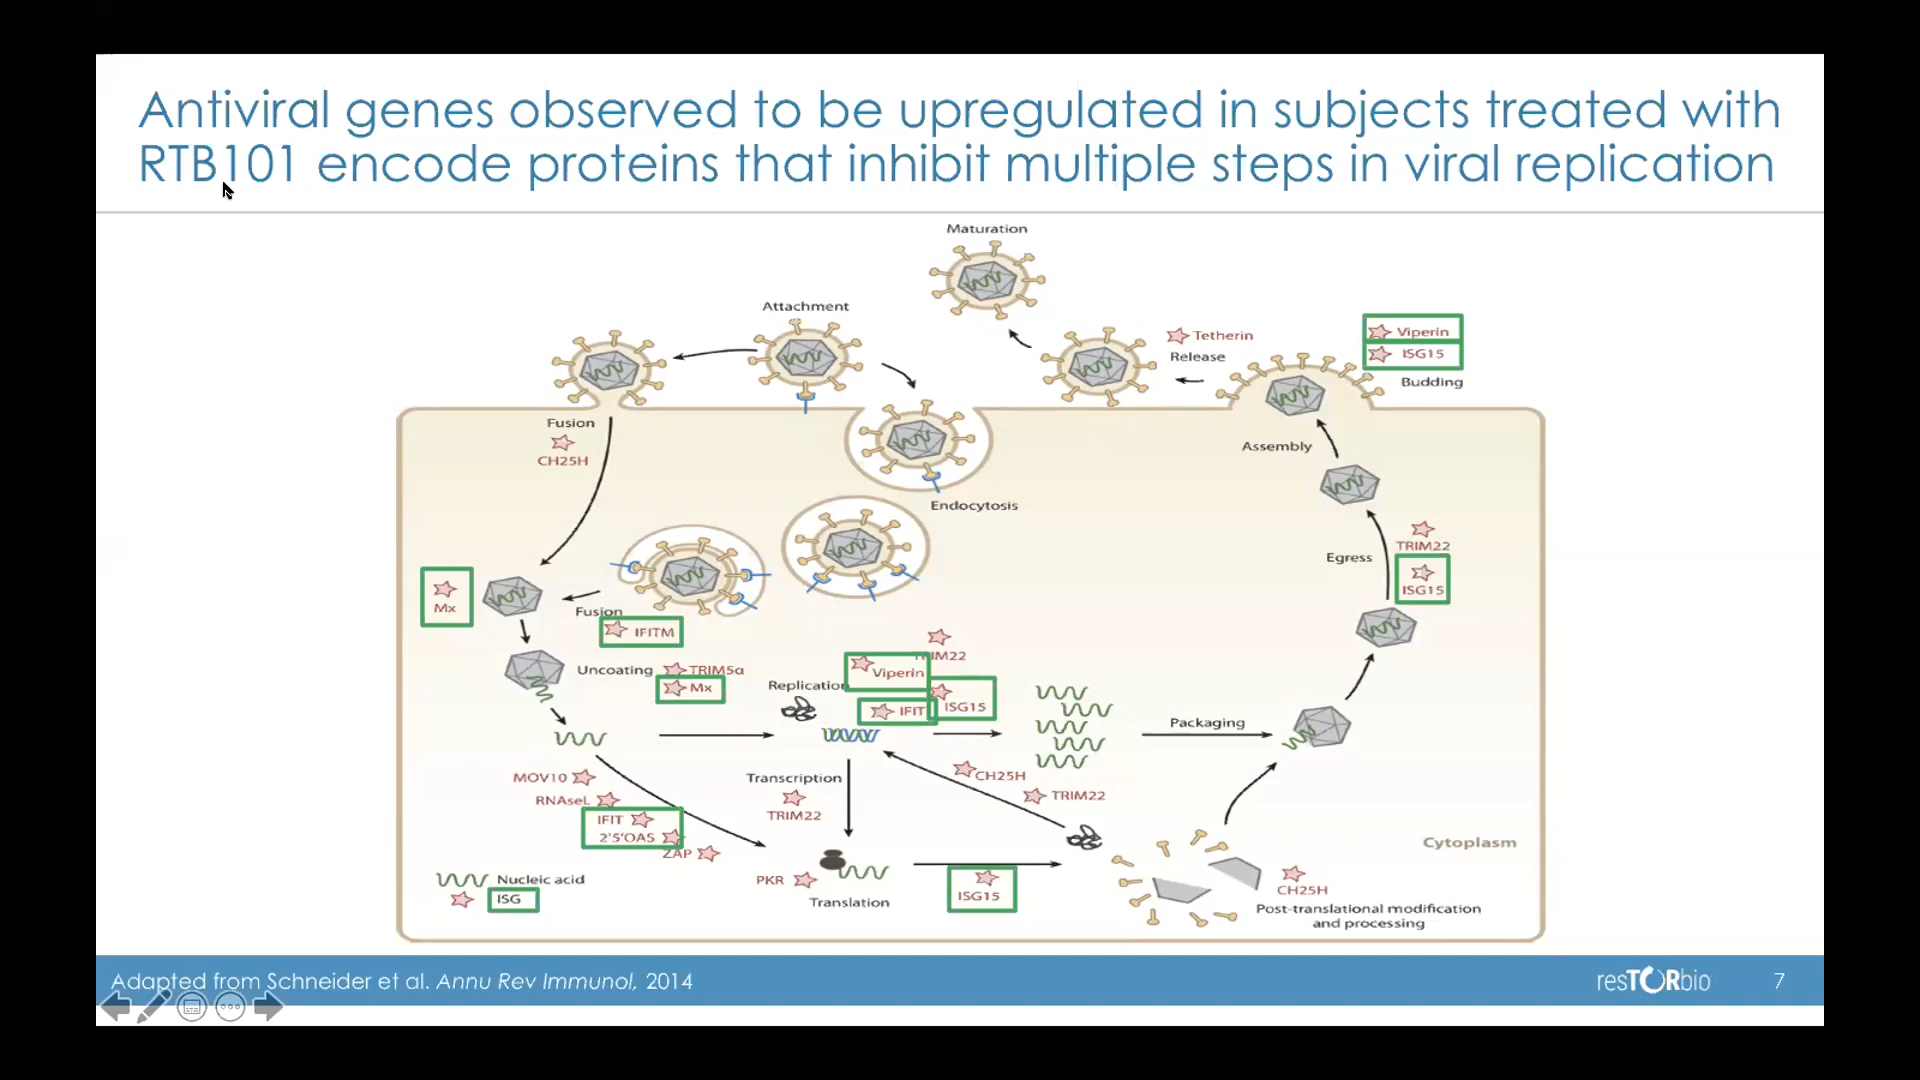 Antiviral genes observed to be upregulated in subjects treated with
RTB101 encode proteins that inhibit multiple steps in viral replication
Maturation
Attachment
Tetherin
Release
Viperin
ISG15
Budding
Fusion
CH25H
Assembly
Endocytosis
TRIM22
Egress
ISG15
Mx
Fusion
IFITM
Uncoating
TRIM5α
Mx
Replication
TRIM22
Viperin
IFIT
ISG15
Packaging
MOV10
RNAseL
IFIT
2'5'OAS
ZAP
Transcription
TRIM22
CH25H
TRIM22
Cytoplasm
PKR
Translation
ISG15
CH25H
Post-translational modification
and processing
Nucleic acid
ISG
Adapted from Schneider et al. Annu Rev Immunol, 2014
resTORbio
7